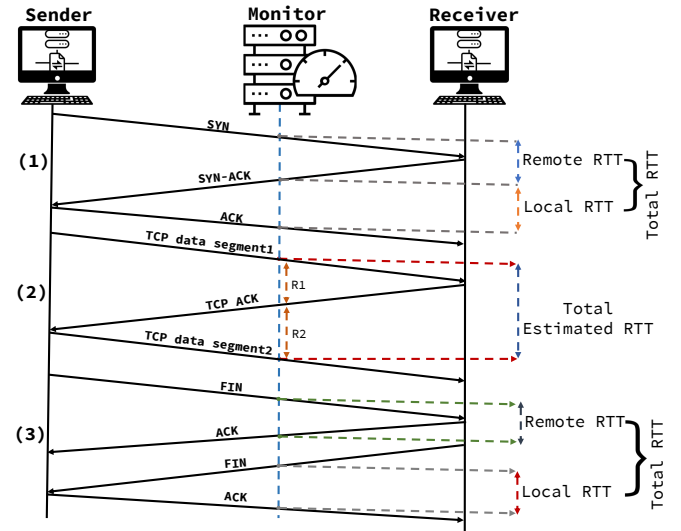 Sender
Monitor
Receiver
SYN
(1)
SYN-ACK
Remote RTT
Local RTT
Total RTT
ACK
TCP data segment1
(2)
R1
TCP ACK
R2
Total
Estimated RTT
TCP data segment2
FIN
(3)
ACK
Remote RTT
FIN
Local RTT
Total RTT
ACK